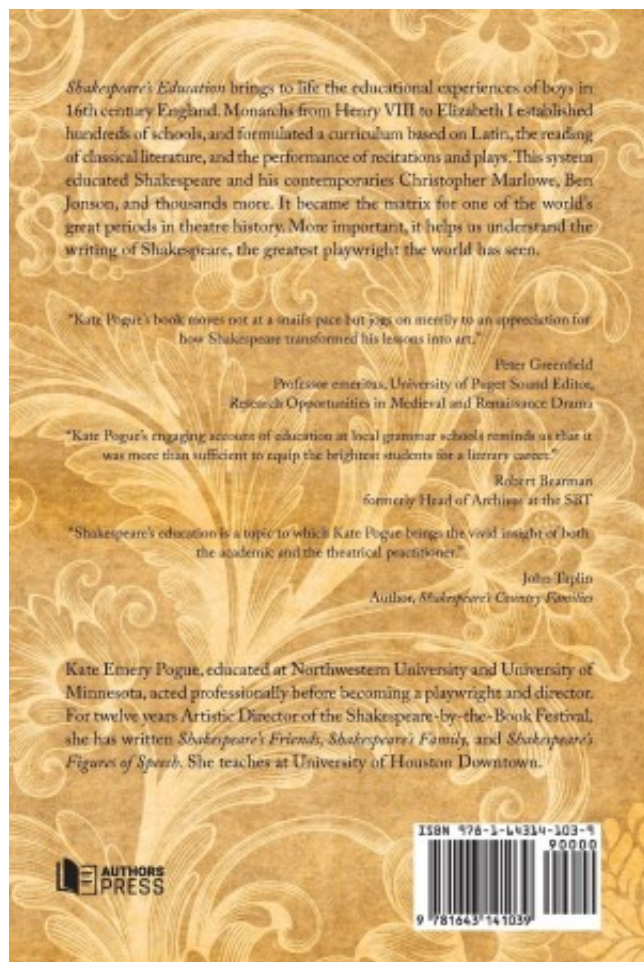 Shakespeare's Education brings to life the educational experiences of boys in
16th century England. Monarchs from Henry VIII to Elizabeth I established
hundreds of schools, and formulated a curriculum based on Latin, the reading
of classical literature, and the performance of recitations and plays. This system
educated Shakespeare and his contemporaries Christopher Marlowe, Ben
Jonson, and thousands more. It became the matrix for one of the world's
great periods in theatre history. More important, it helps us understand the
writing of Shakespeare, the greatest playwright the world has seen.
"Kate Pogue's book moves not at a snail's pace but jogs on merrily to an appreciation for
how Shakespeare transformed his lessons into art."
Peter Greenfield
Professor emeritus, University of Puget Sound Editor,
Research Opportunities in Medieval and Renaissance Drama
"Kate Pogue's engaging account of education at local grammar schools reminds us that it
was more than sufficient to equip the brightest students for a literary career."
Robert Bearman
formerly Head of Archives at the SBT
"Shakespeare's education is a topic to which Kate Pogue brings the vivid insight of both
the academic and the theatrical practitioner."
John Taplin
Author, Shakespeare's Country Families
Kate Emery Pogue, educated at Northwestern University and University of
Minnesota, acted professionally before becoming a playwright and director.
For twelve years Artistic Director of the Shakespeare-by-the-Book Festival,
she has written Shakespeare's Friends, Shakespeare's Family, and Shakespeare's
Figures of Speech. She teaches at University of Houston Downtown.
ISBN 978-1-64314-103-9
90000
9 781643 141039
AUTHORS
PRESS